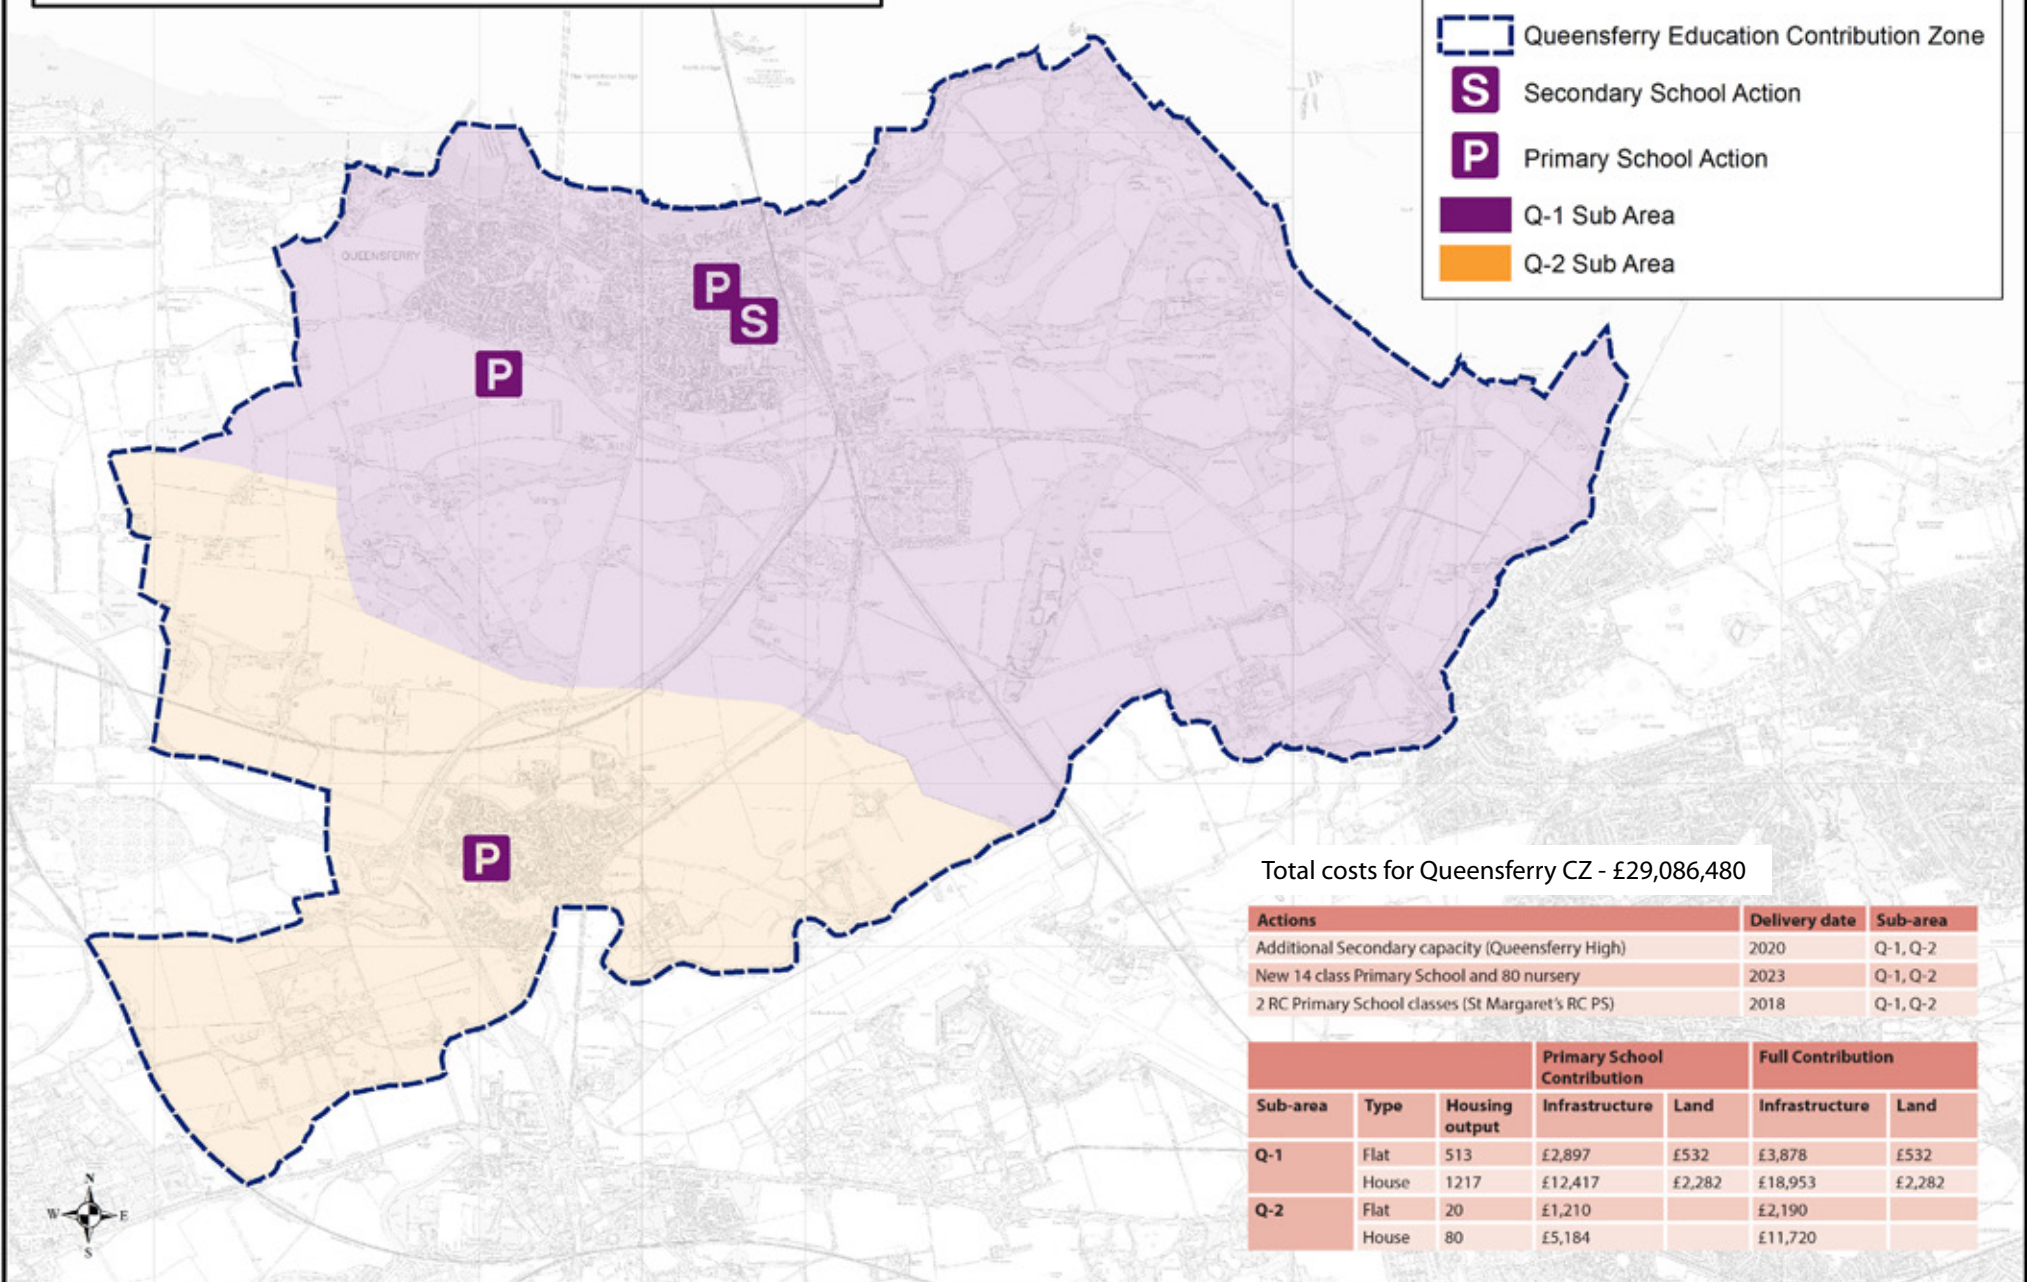 Queensferry Education Contribution Zone
S Secondary School Action
P Primary School Action
Q-1 Sub Area
Q-2 Sub Area
QUEENSFERRY
P
S
P
P
Total costs for Queensferry CZ - £29,086,480
Actions Delivery date Sub-area
Additional Secondary capacity (Queensferry High) 2020 Q-1, Q-2
New 14 class Primary School and 80 nursery 2023 Q-1, Q-2
2 RC Primary School classes (St Margaret's RC PS) 2018 Q-1, Q-2
Primary School Contribution Full Contribution
Sub-area Type Housing output Infrastructure Land Infrastructure Land
Q-1 Flat 513 £2,897 £532 £3,878 £532
House 1217 £12,417 £2,282 £18,953 £2,282
Q-2 Flat 20 £1,210 £2,190
House 80 £5,184 £11,720
N
W E
S